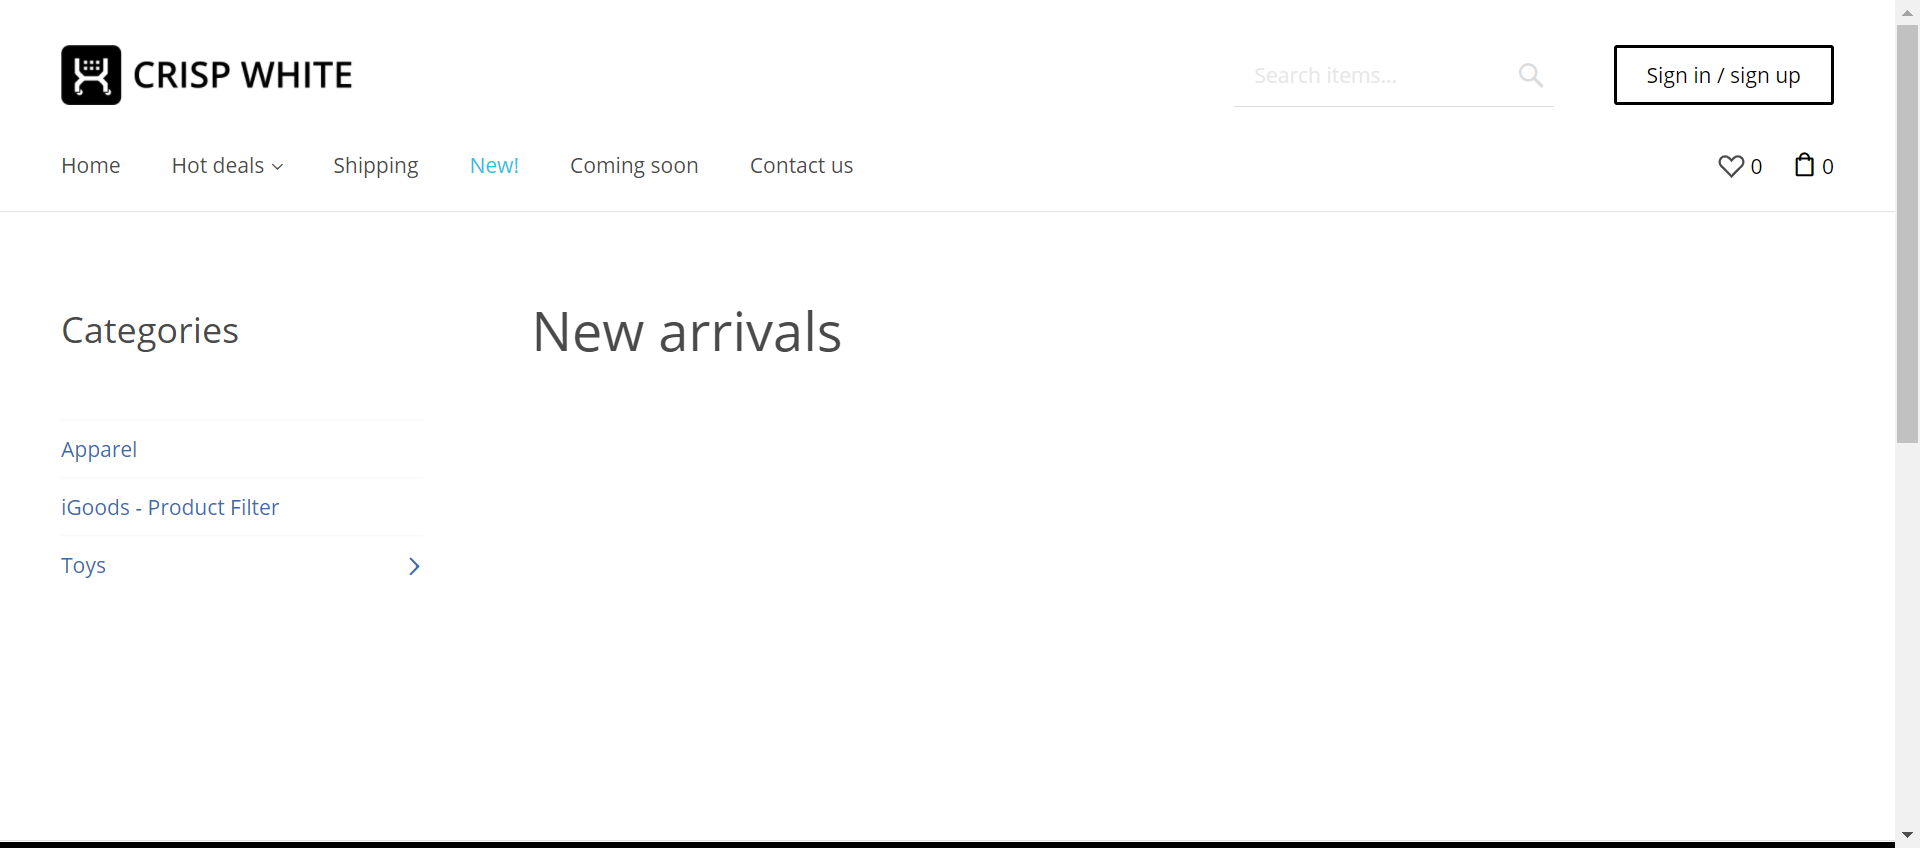 CRISP WHITE
Search items...
Sign in / sign up
Home Hot deals Shipping New! Coming soon Contact us 0 0
Categories
New arrivals
Apparel
iGoods - Product Filter
Toys